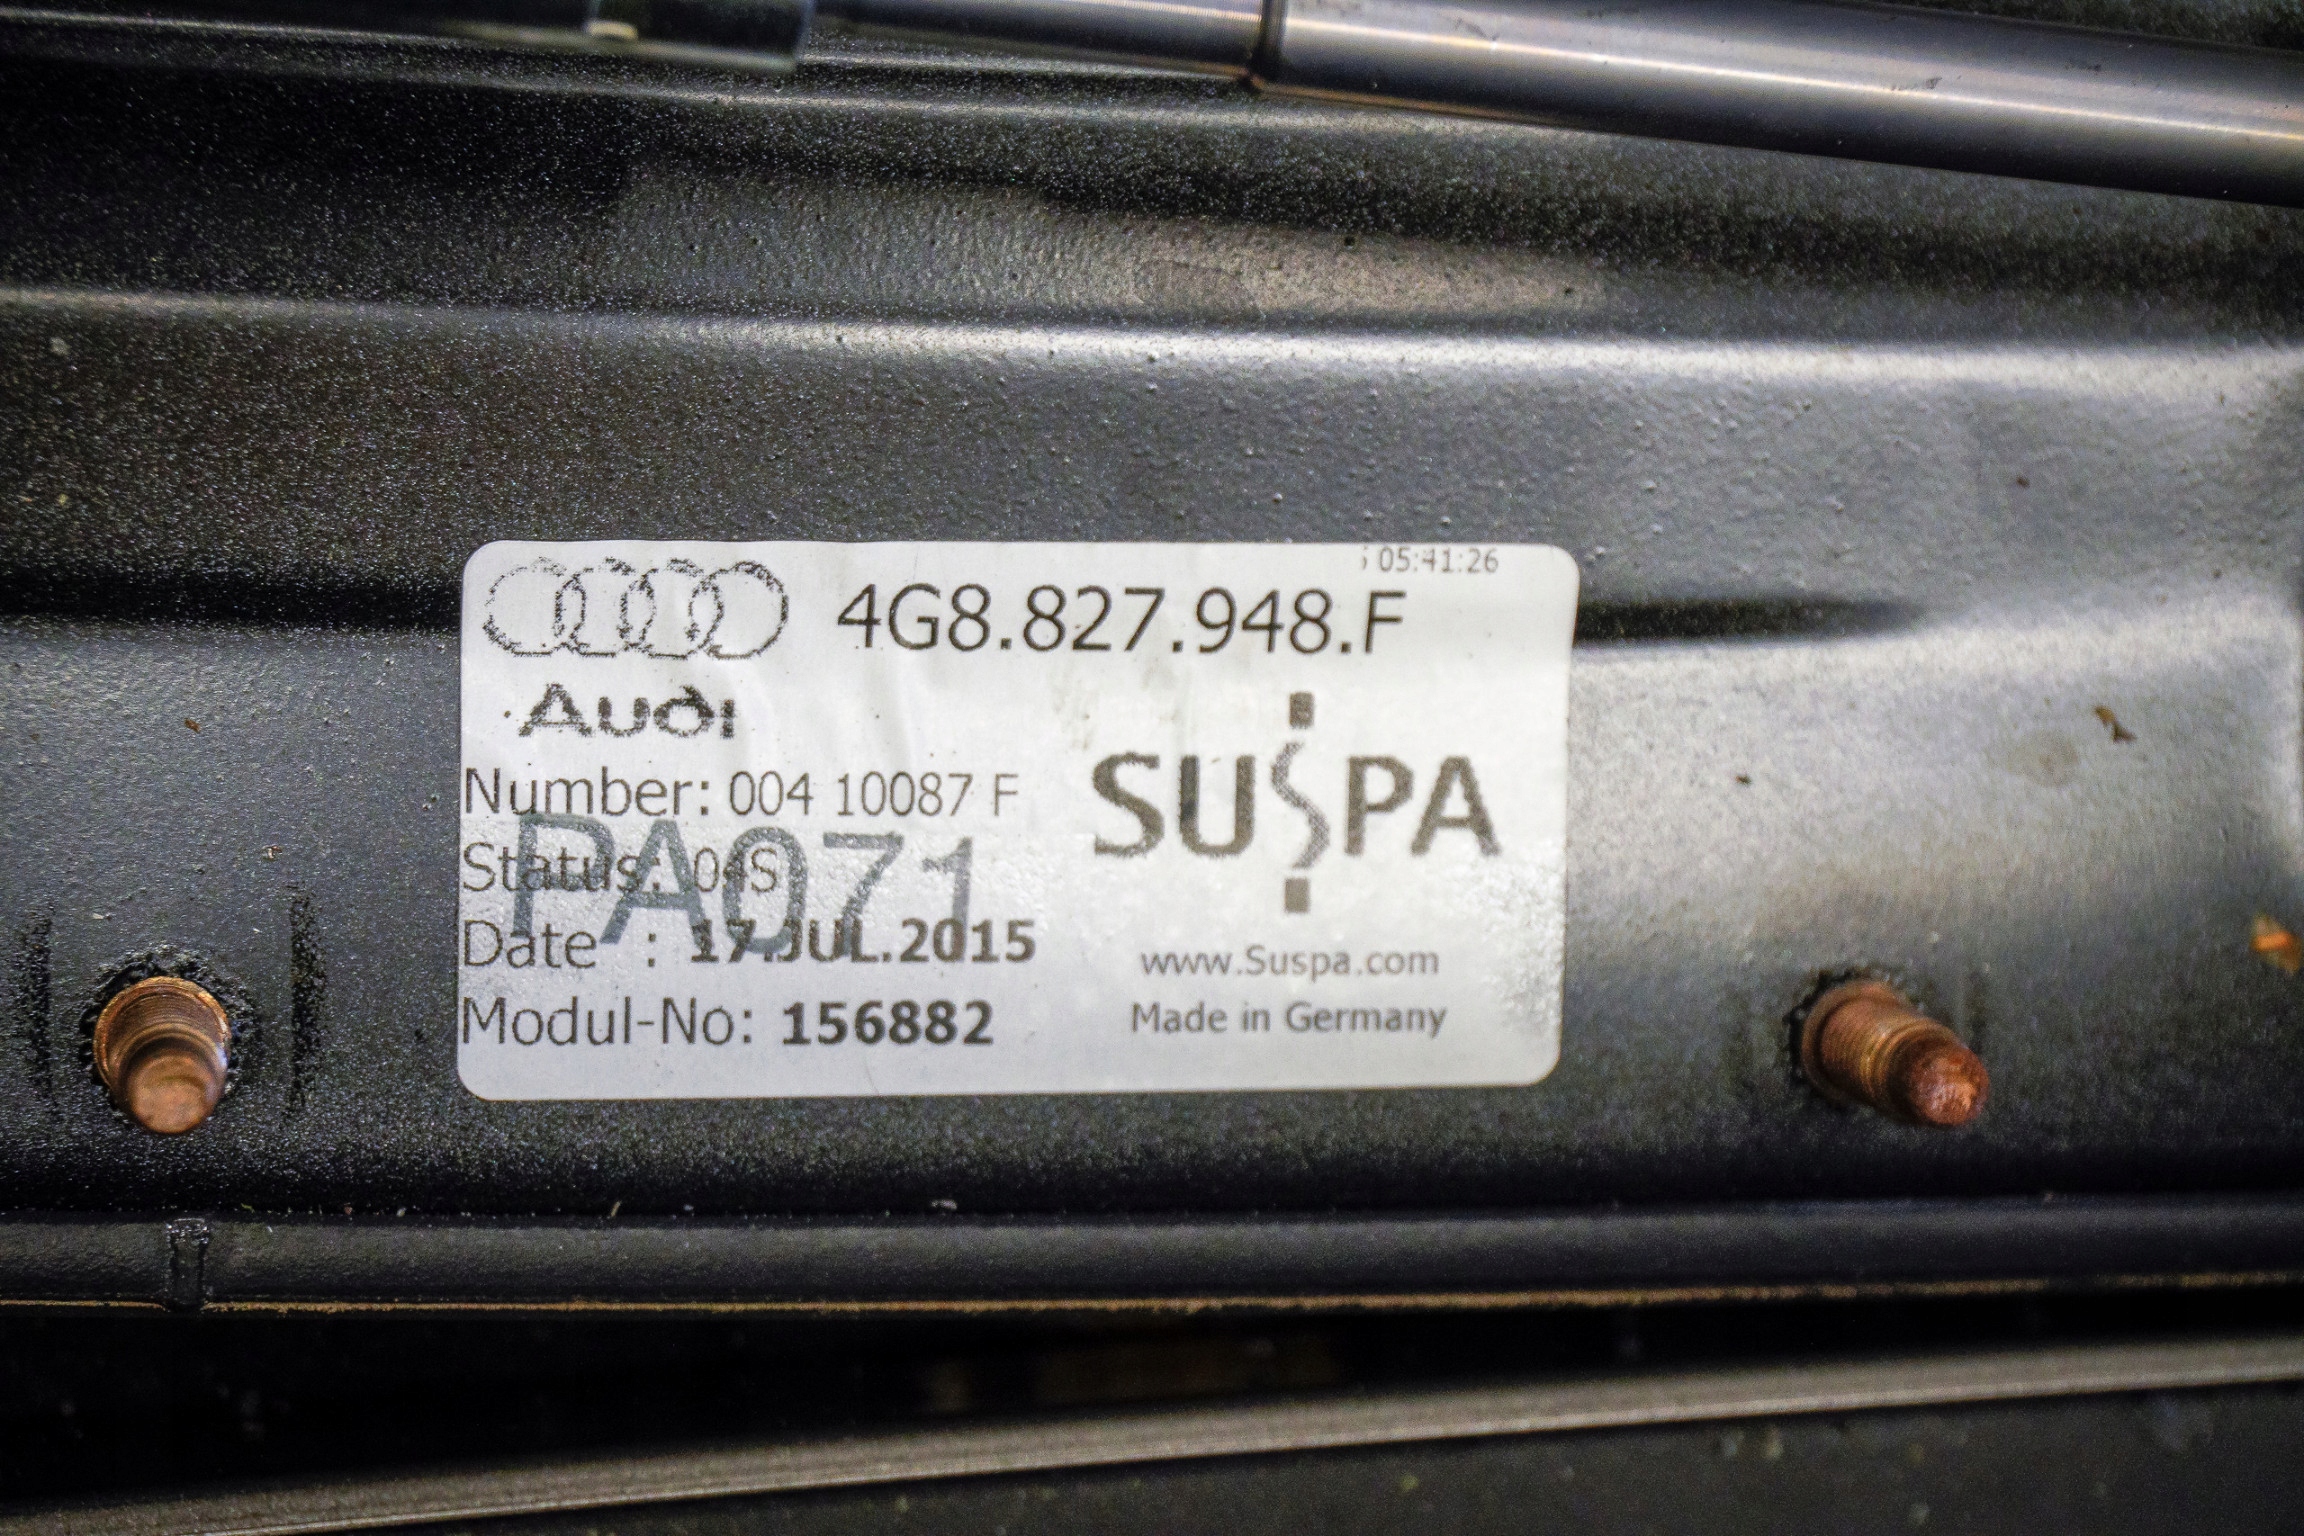 05:41:26
4G8.827.948.F
Audi
Number: 004 10087 F
SUSPA
PA071
Status: 04S
Date : 17.JUL.2015
www.Suspa.com
Modul-No: 156882
Made in Germany